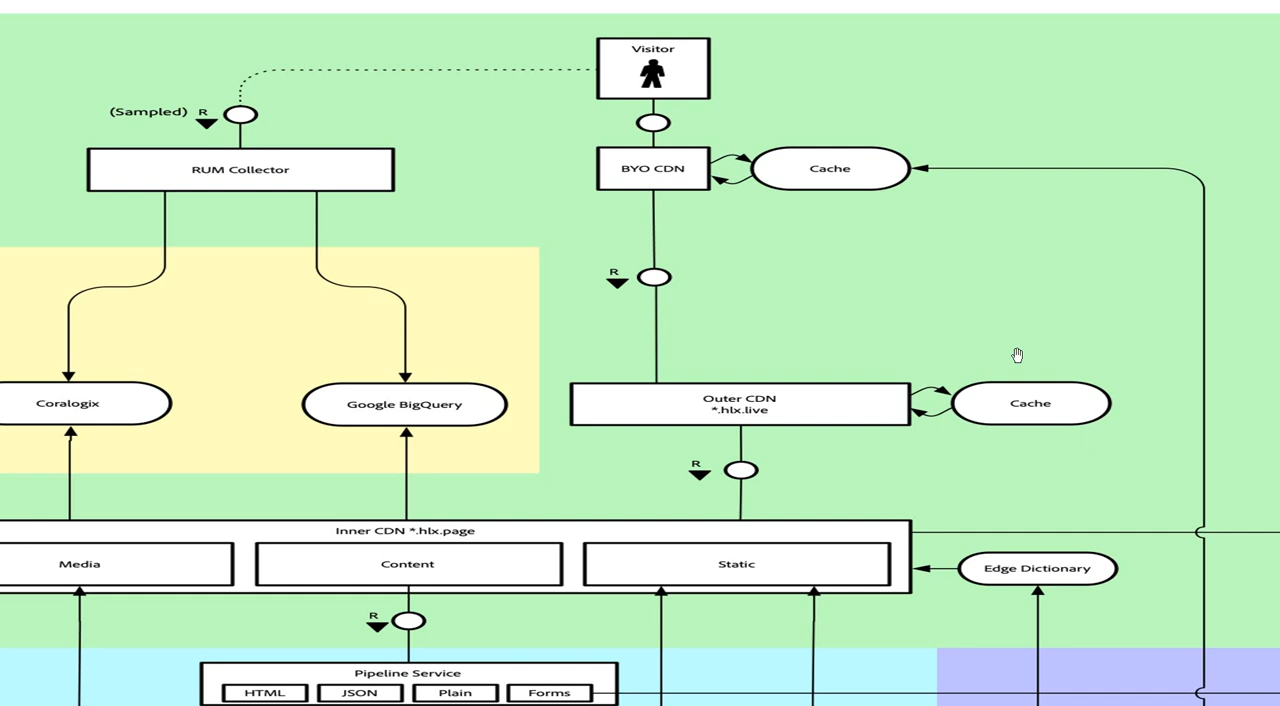 Visitor
(Sampled) R
RUM Collector
BYO CDN
Cache
R
Coralogix
Google BigQuery
Outer CDN
*.hlx.live
Cache
R
Inner CDN *.hlx.page
Media
Content
Static
Edge Dictionary
R
Pipeline Service
HTML
JSON
Plain
Forms